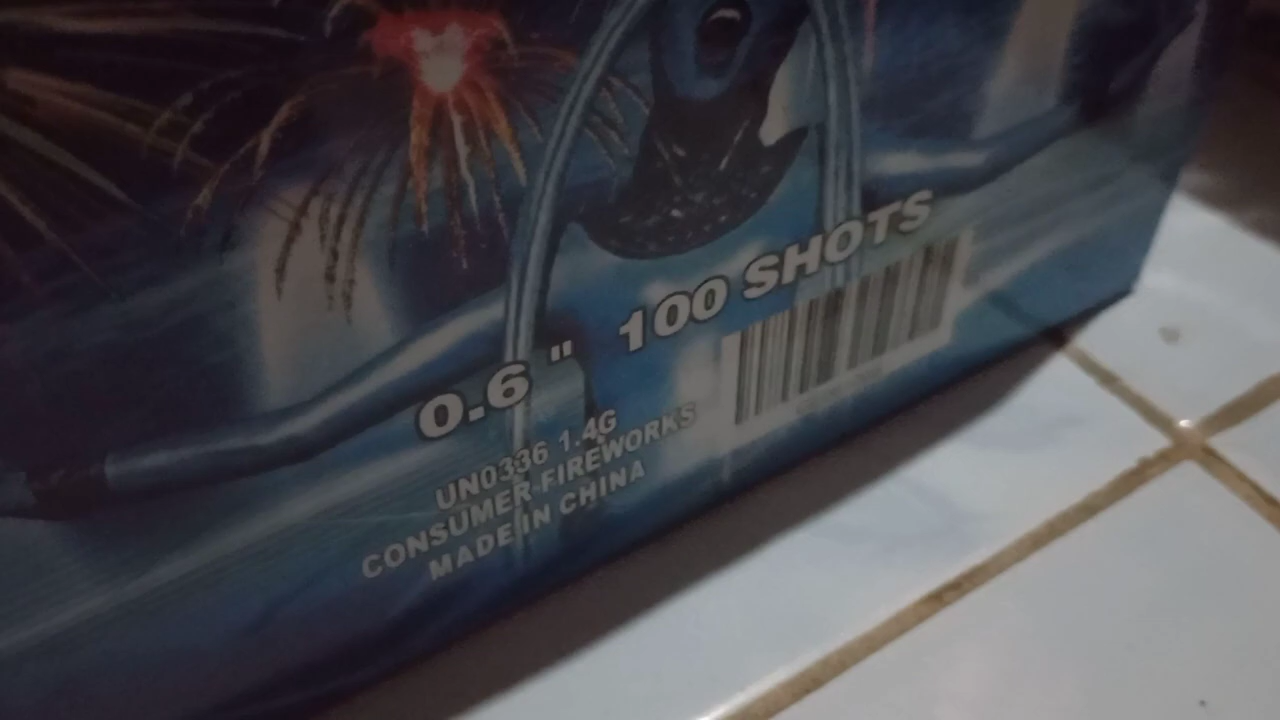 0.6 " 100 SHOTS
UN0336 1.4G
CONSUMER FIREWORKS
MADE IN CHINA